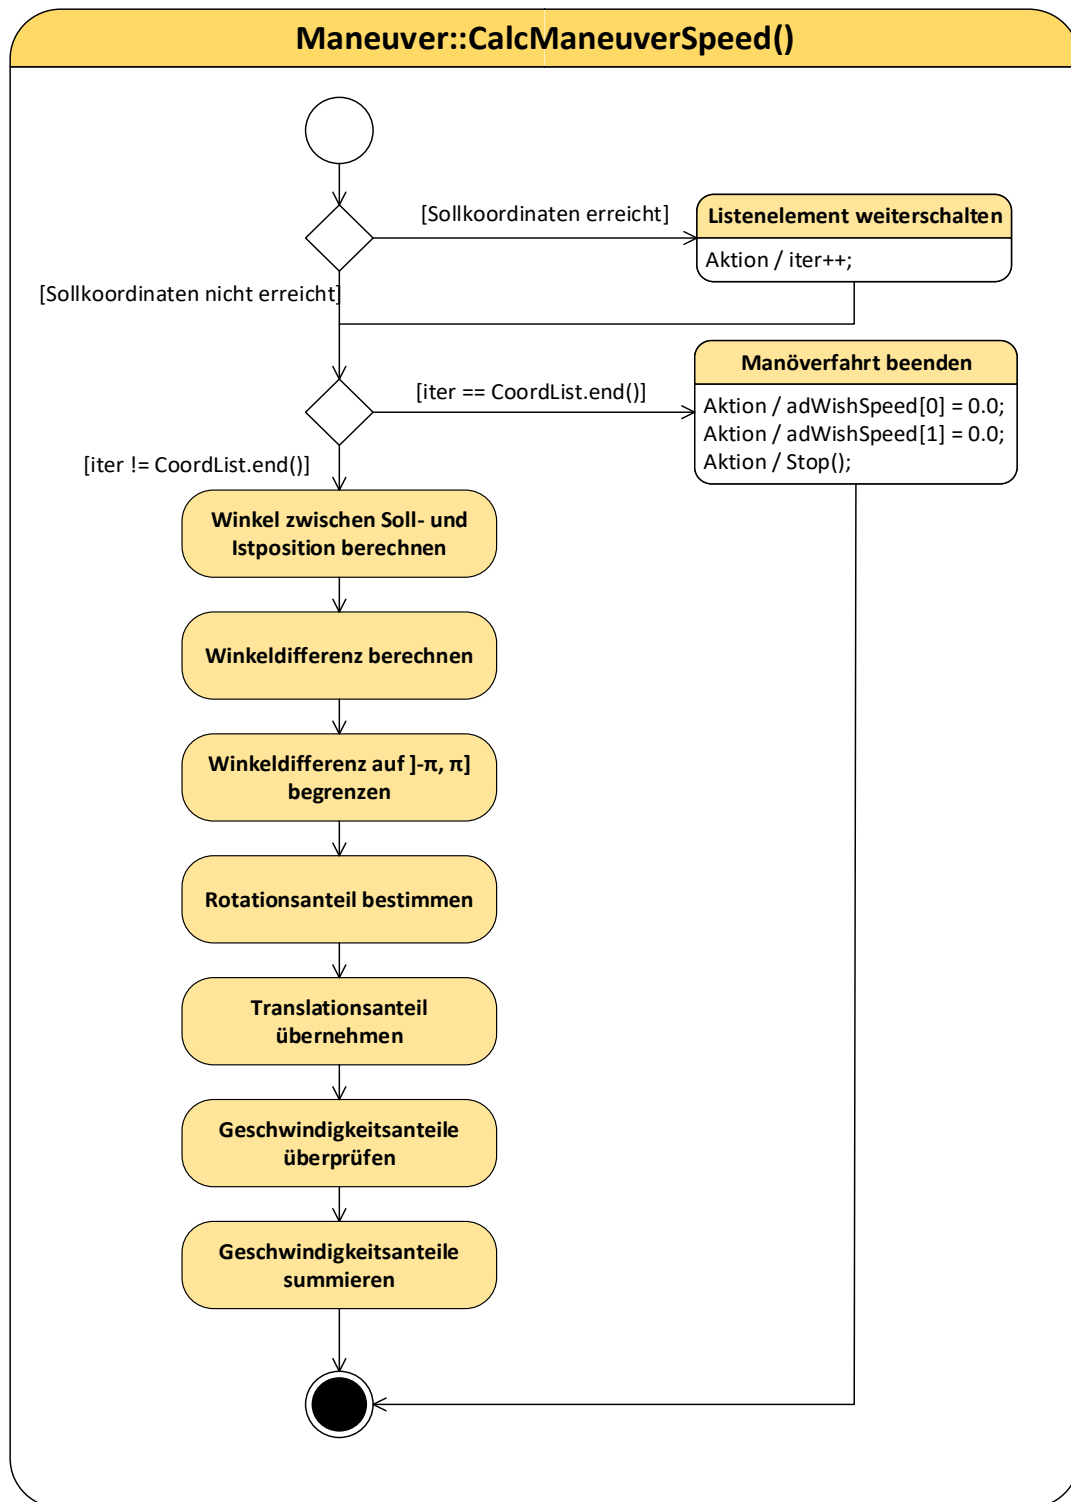 Maneuver::CalcManeuverSpeed()
[Sollkoordinaten erreicht]
Listenelement weiterschalten
Aktion / iter++;
[Sollkoordinaten nicht erreicht]
Manöverfahrt beenden
[iter == CoordList.end()]
Aktion / adWishSpeed[0] = 0.0;
Aktion / adWishSpeed[1] = 0.0;
Aktion / Stop();
[iter != CoordList.end()]
Winkel zwischen Soll- und
Istposition berechnen
Winkeldifferenz berechnen
Winkeldifferenz auf ]-π, π]
begrenzen
Rotationsanteil bestimmen
Translationsanteil
übernehmen
Geschwindigkeitsanteile
überprüfen
Geschwindigkeitsanteile
summieren